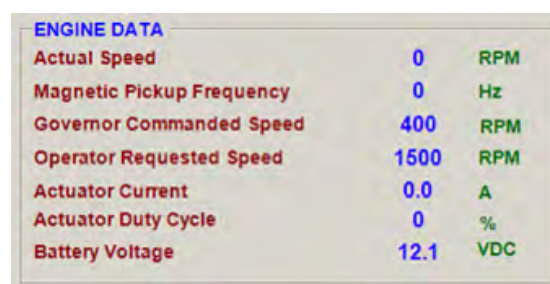 ENGINE DATA
Actual Speed 0 RPM
Magnetic Pickup Frequency 0 Hz
Governor Commanded Speed 400 RPM
Operator Requested Speed 1500 RPM
Actuator Current 0.0 A
Actuator Duty Cycle 0 %
Battery Voltage 12.1 VDC